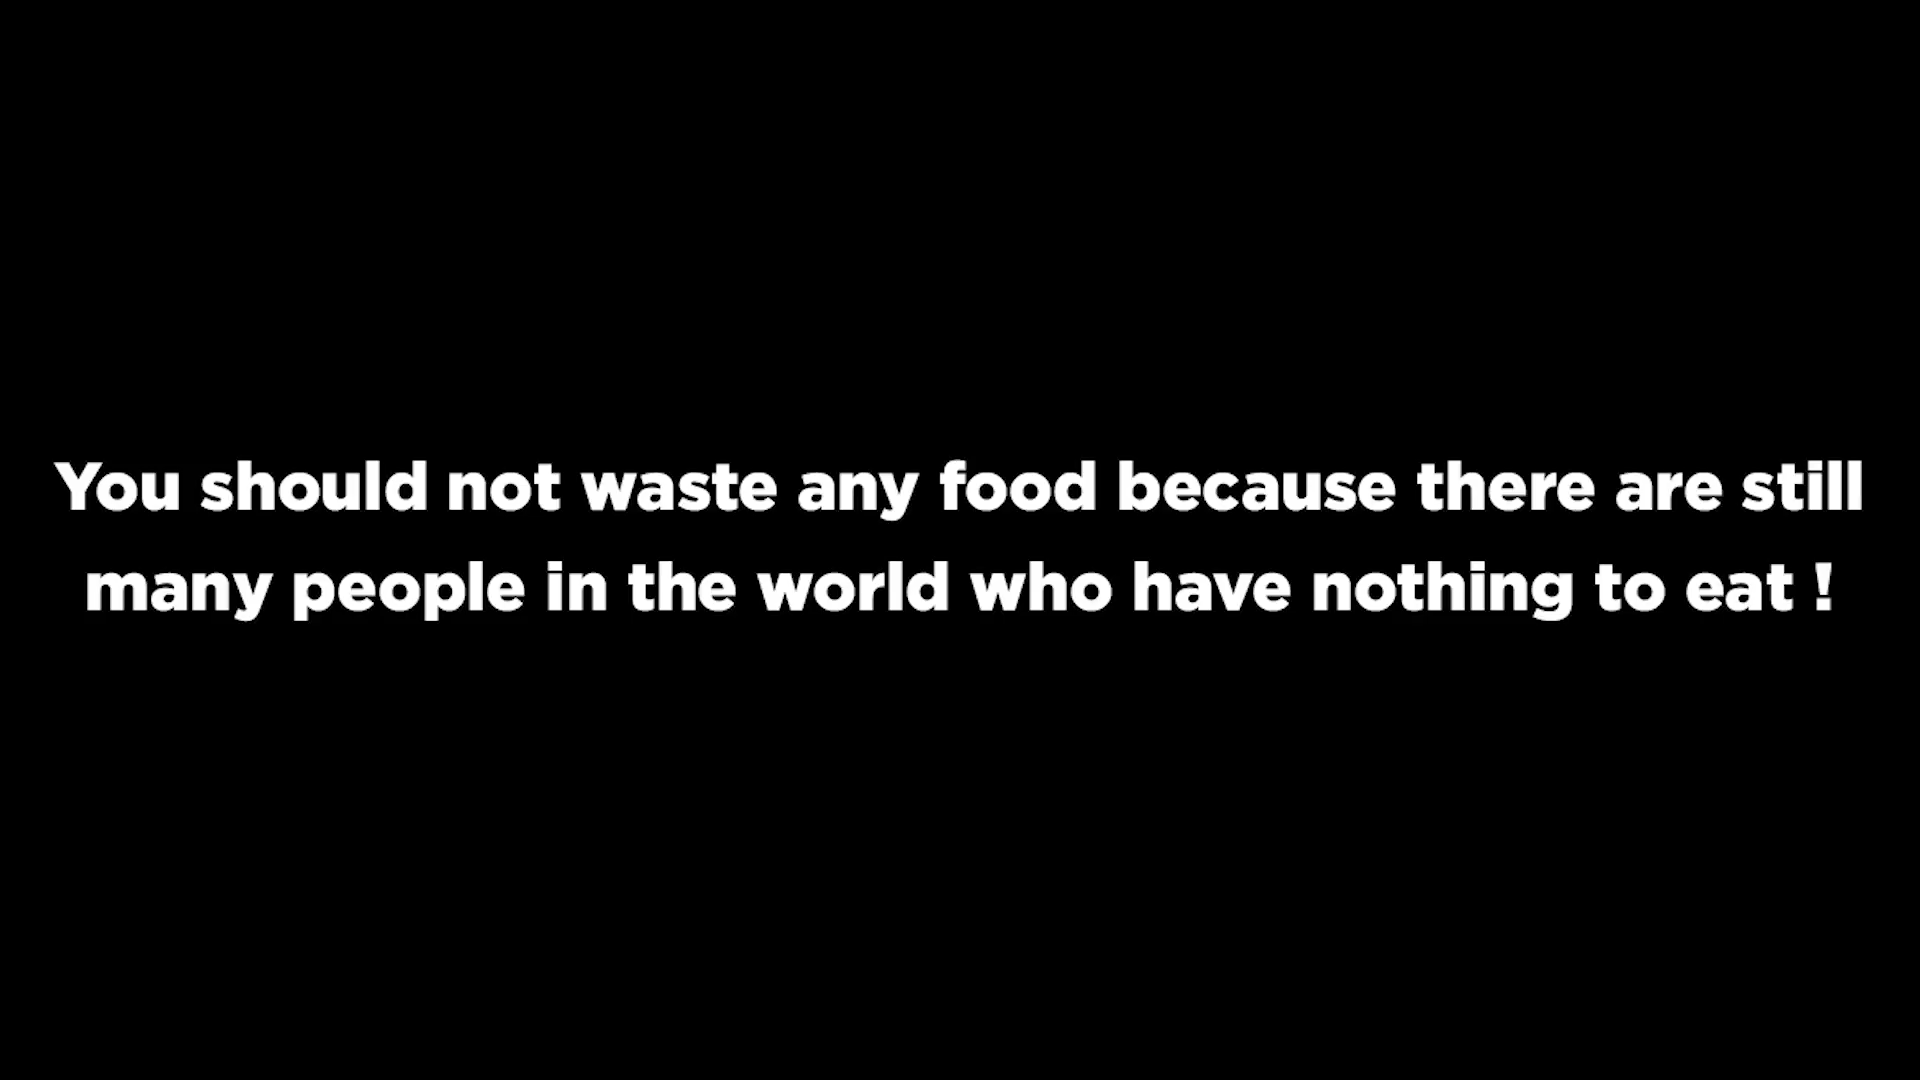 You should not waste any food because there are still
many people in the world who have nothing to eat !